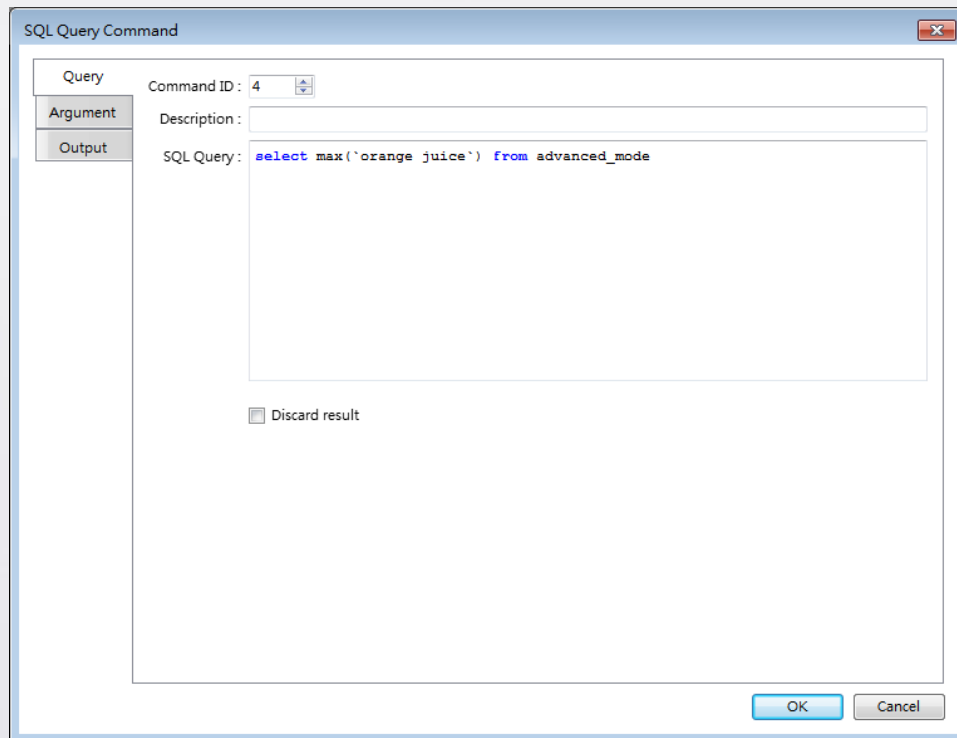 SQL Query Command
Query
Argument
Output
Command ID : 4
Description :
SQL Query : select max(`orange juice`) from advanced_mode
Discard result
OK Cancel